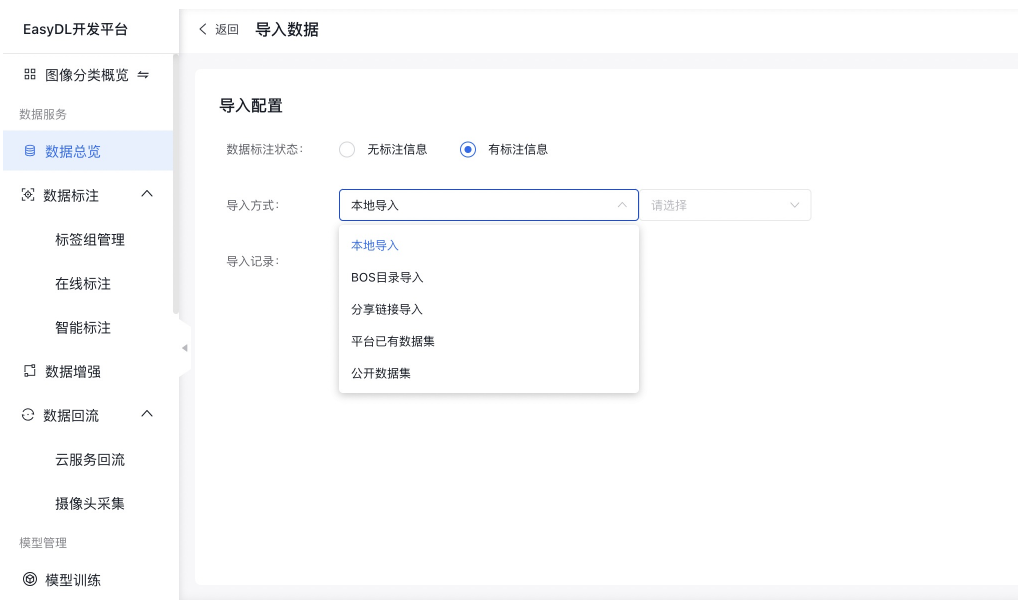 EasyDL开发平台
返回 导入数据
图像分类概览
数据服务
数据总览
数据标注
标签组管理
在线标注
智能标注
数据增强
数据回流
云服务回流
摄像头采集
模型管理
模型训练
导入配置
数据标注状态: 无标注信息 有标注信息
导入方式: 本地导入 请选择
导入记录:
本地导入
BOS目录导入
分享链接导入
平台已有数据集
公开数据集